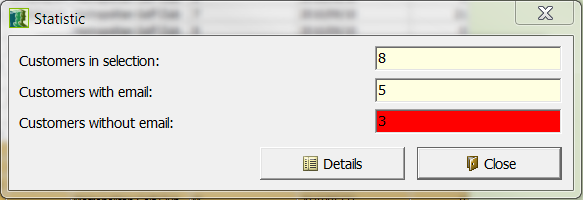 Statistic
Customers in selection:
8
Customers with email:
5
Customers without email:
3
Details
Close